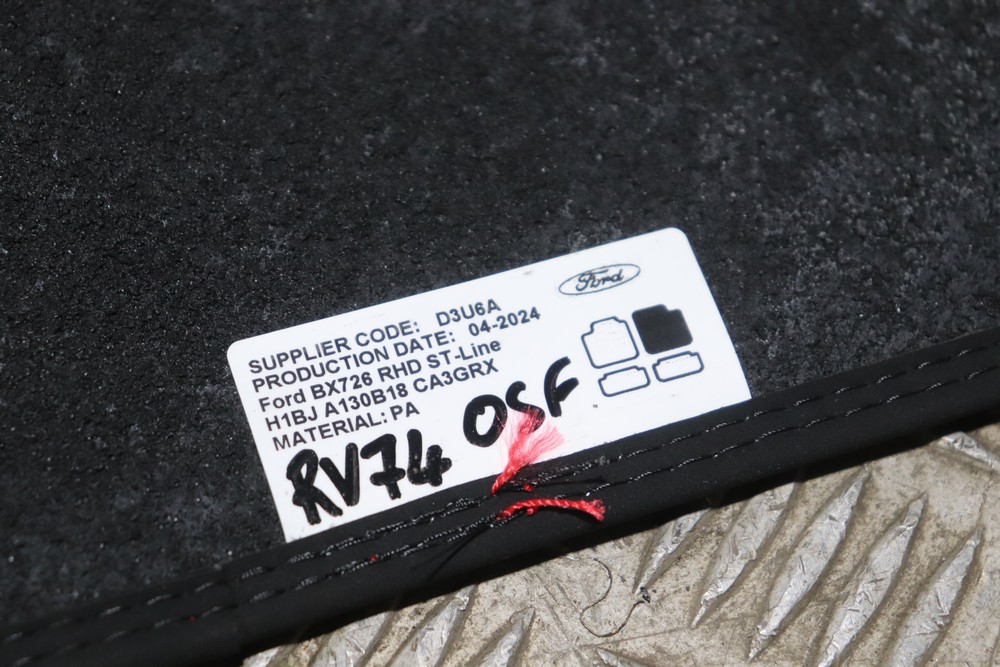 Ford
SUPPLIER CODE: D3U6A
PRODUCTION DATE: 04-2024
Ford BX726 RHD ST-Line
H1BJ A130B18 CA3GRX
MATERIAL: PA
RV74 OSF